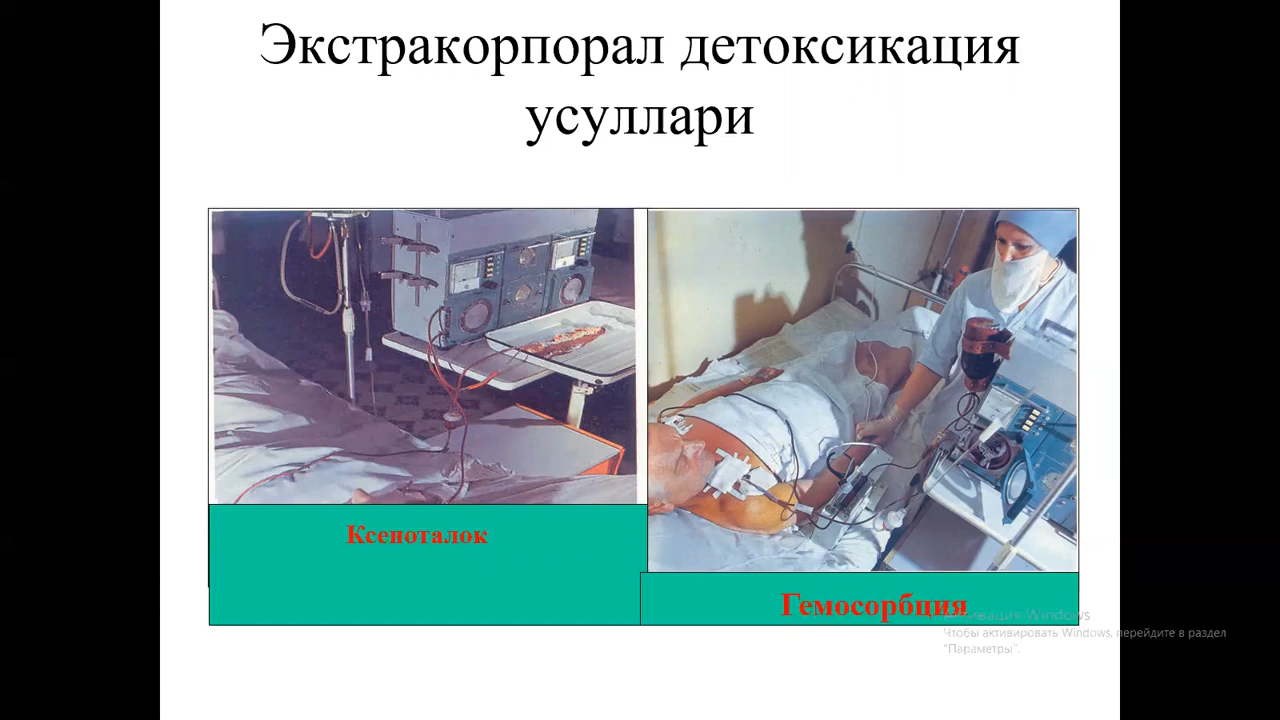 Экстракорпорал детоксикация
усуллари
Ксеноталок
Гемосорбция
Активация Windows
Чтобы активировать Windows, перейдите в раздел
"Параметры".